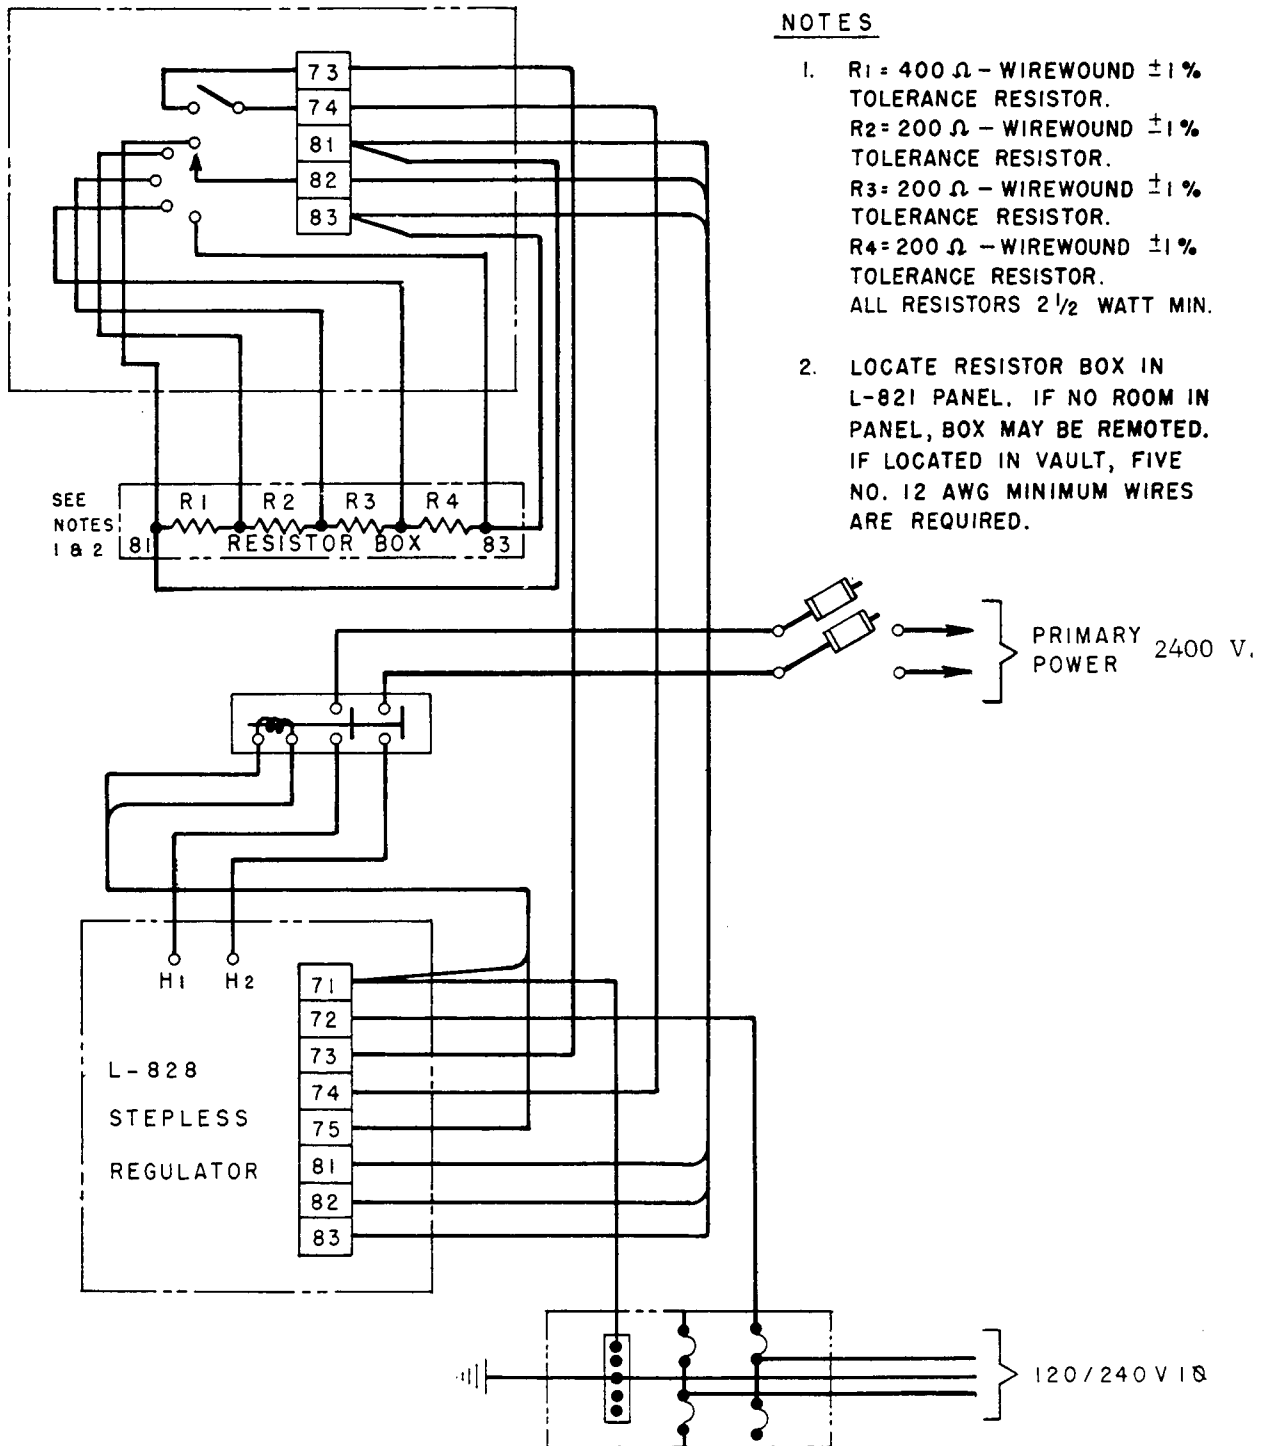 NOTES
1. R1 = 400 Ω - WIREWOUND ±1%
TOLERANCE RESISTOR.
R2= 200 Ω - WIREWOUND ±1%
TOLERANCE RESISTOR.
R3= 200 Ω - WIREWOUND ±1%
TOLERANCE RESISTOR.
R4= 200 Ω - WIREWOUND ±1%
TOLERANCE RESISTOR.
ALL RESISTORS 2 1/2 WATT MIN.
2. LOCATE RESISTOR BOX IN
L-821 PANEL. IF NO ROOM IN
PANEL, BOX MAY BE REMOTED.
IF LOCATED IN VAULT, FIVE
NO. 12 AWG MINIMUM WIRES
ARE REQUIRED.
73
74
81
82
83
SEE
NOTES
1 & 2
R1 R2 R3 R4
81 RESISTOR BOX 83
PRIMARY
POWER
2400 V.
H1 H2
L-828
STEPLESS
REGULATOR
71
72
73
74
75
81
82
83
120/240 V 1Ø